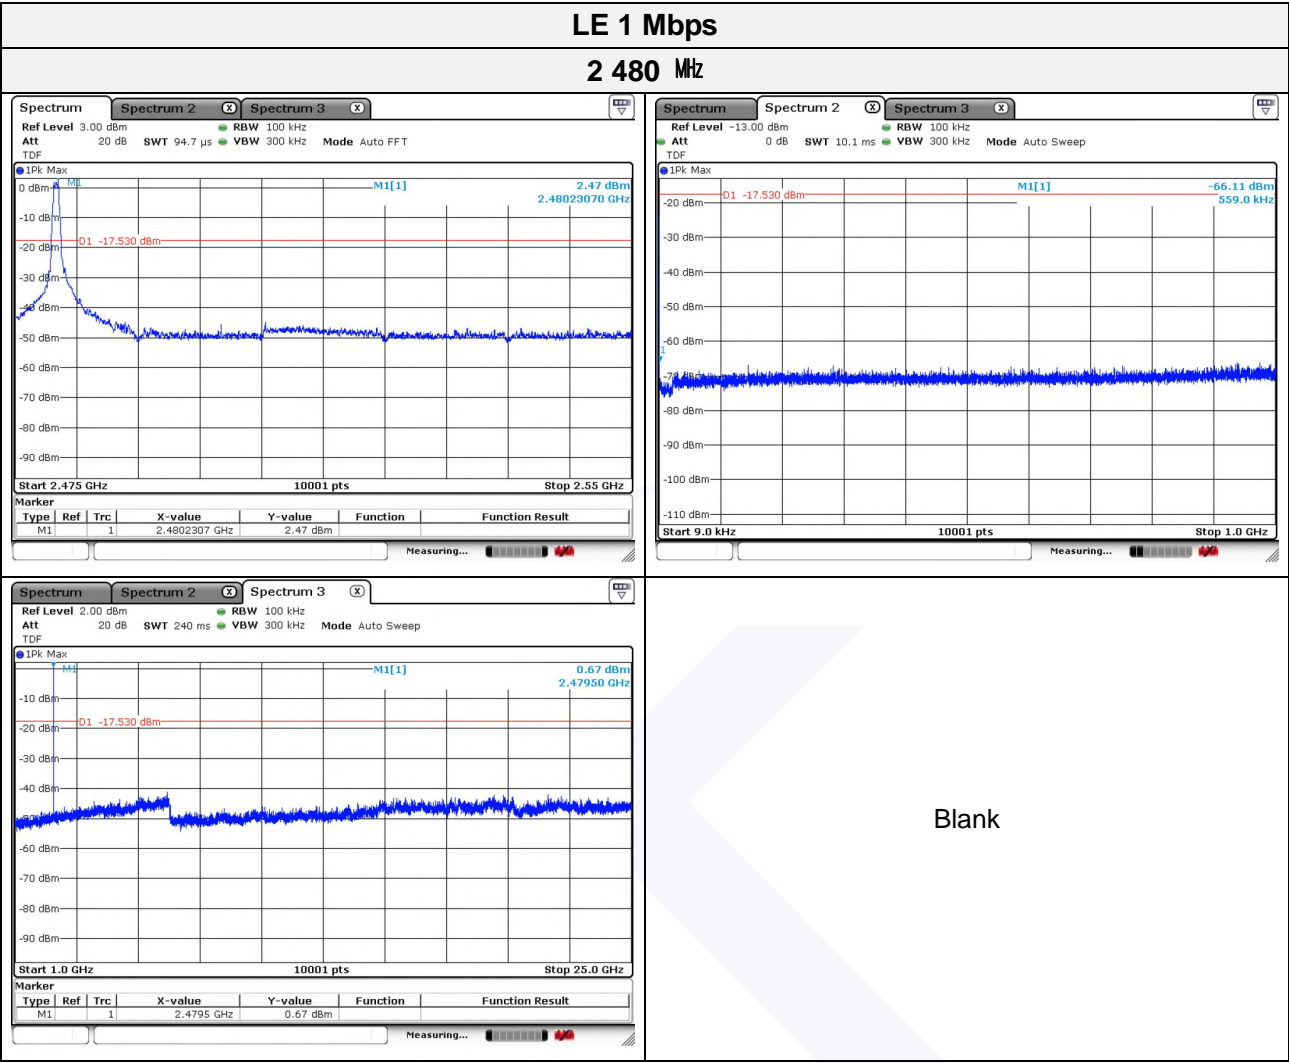 LE 1 Mbps
2 480 ㎒
Spectrum Spectrum 2 X Spectrum 3 X
Ref Level 3.00 dBm RBW 100 kHz
Att 20 dB SWT 94.7 µs VBW 300 kHz Mode Auto FFT
TDF
1Pk Max
0 dBm M1 M1[1] 2.47 dBm
2.48023070 GHz
-10 dBm
D1 -17.530 dBm
-20 dBm
-30 dBm
-40 dBm
-50 dBm
-60 dBm
-70 dBm
-80 dBm
-90 dBm
Start 2.475 GHz 10001 pts Stop 2.55 GHz
Marker
Type Ref Trc X-value Y-value Function Function Result
M1 1 2.4802307 GHz 2.47 dBm
Measuring...
Spectrum Spectrum 2 X Spectrum 3 X
Ref Level -13.00 dBm RBW 100 kHz
Att 0 dB SWT 10.1 ms VBW 300 kHz Mode Auto Sweep
TDF
1Pk Max
M1[1] -66.11 dBm
D1 -17.530 dBm 559.0 kHz
-20 dBm
-30 dBm
-40 dBm
-50 dBm
-60 dBm
1
-80 dBm
-90 dBm
-100 dBm
-110 dBm
Start 9.0 kHz 10001 pts Stop 1.0 GHz
Measuring...
Spectrum Spectrum 2 X Spectrum 3 X
Ref Level 2.00 dBm RBW 100 kHz
Att 20 dB SWT 240 ms VBW 300 kHz Mode Auto Sweep
TDF
1Pk Max
M1 M1[1] 0.67 dBm
2.47950 GHz
-10 dBm
D1 -17.530 dBm
-20 dBm
-30 dBm
-40 dBm
-60 dBm
-70 dBm
-80 dBm
-90 dBm
Start 1.0 GHz 10001 pts Stop 25.0 GHz
Marker
Type Ref Trc X-value Y-value Function Function Result
M1 1 2.4795 GHz 0.67 dBm
Measuring...
Blank